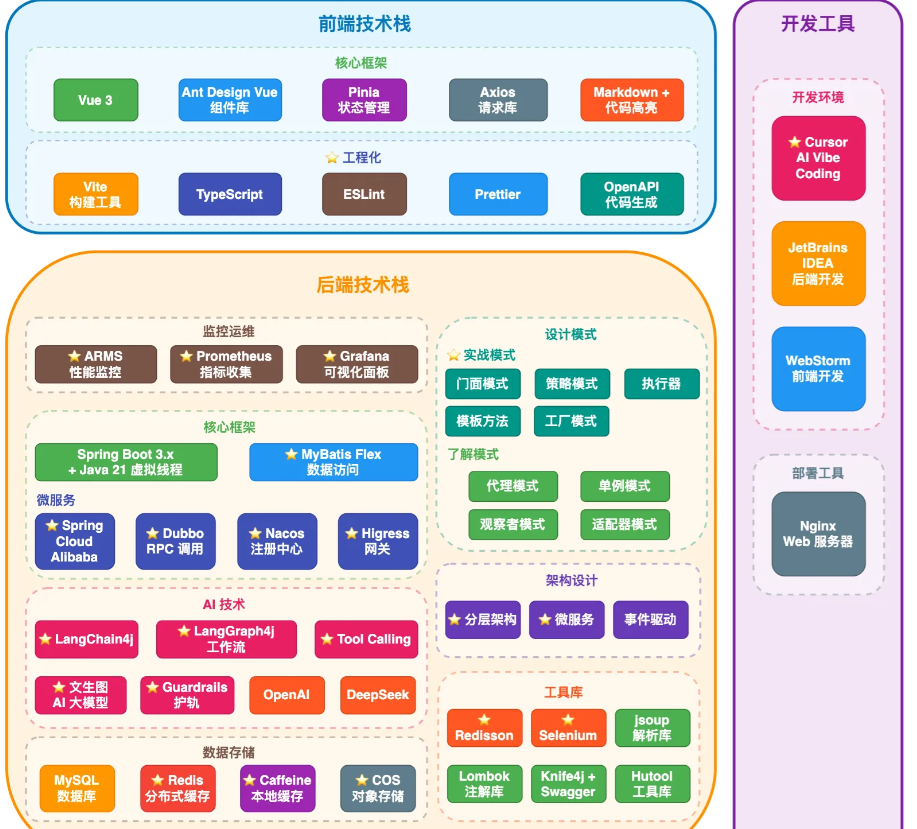 前端技术栈
核心框架
Vue 3
Ant Design Vue
组件库
Pinia
状态管理
Axios
请求库
Markdown +
代码高亮
⭐ 工程化
Vite
构建工具
TypeScript
ESLint
Prettier
OpenAPI
代码生成
后端技术栈
监控运维
⭐ ARMS
性能监控
⭐ Prometheus
指标收集
⭐ Grafana
可视化面板
核心框架
Spring Boot 3.x
+ Java 21 虚拟线程
⭐ MyBatis Flex
数据访问
微服务
⭐ Spring
Cloud
Alibaba
⭐ Dubbo
RPC 调用
⭐ Nacos
注册中心
⭐ Higress
网关
AI 技术
⭐ LangChain4j
⭐ LangGraph4j
工作流
⭐ Tool Calling
⭐ 文生图
AI 大模型
⭐ Guardrails
护轨
OpenAI
DeepSeek
数据存储
MySQL
数据库
⭐ Redis
分布式缓存
⭐ Caffeine
本地缓存
⭐ COS
对象存储
设计模式
⭐ 实战模式
门面模式
策略模式
执行器
模板方法
工厂模式
了解模式
代理模式
单例模式
观察者模式
适配器模式
架构设计
⭐ 分层架构
⭐ 微服务
事件驱动
工具库
⭐
Redisson
⭐
Selenium
jsoup
解析库
Lombok
注解库
Knife4j +
Swagger
Hutool
工具库
开发工具
开发环境
⭐ Cursor
AI Vibe
Coding
JetBrains
IDEA
后端开发
WebStorm
前端开发
部署工具
Nginx
Web 服务器